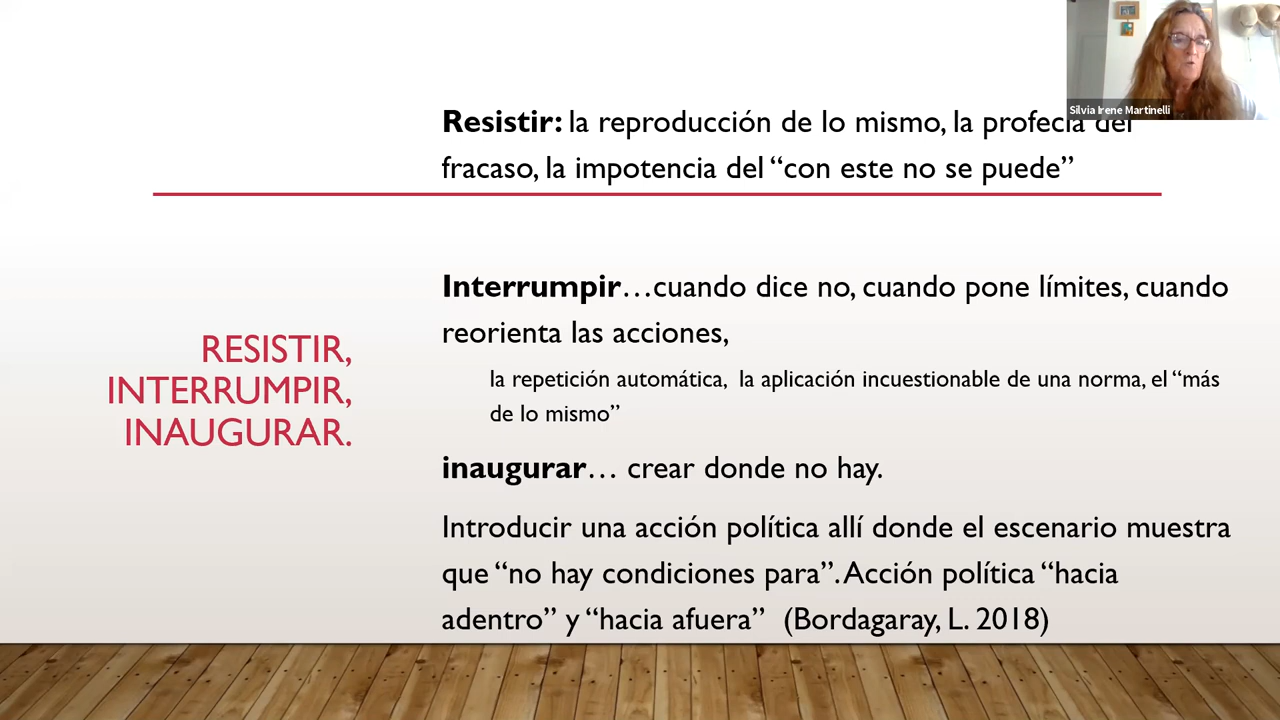 Silvia Irene Martinelli
Resistir: la reproducción de lo mismo, la profecía del
fracaso, la impotencia del “con este no se puede”
RESISTIR,
INTERRUMPIR,
INAUGURAR.
Interrumpir…cuando dice no, cuando pone límites, cuando
reorienta las acciones,
la repetición automática, la aplicación incuestionable de una norma, el “más
de lo mismo”
inaugurar… crear donde no hay.
Introducir una acción política allí donde el escenario muestra
que “no hay condiciones para”. Acción política “hacia
adentro” y “hacia afuera” (Bordagaray, L. 2018)